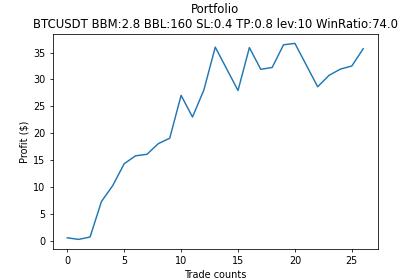 Portfolio
BTCUSDT BBM:2.8 BBL:160 SL:0.4 TP:0.8 lev:10 WinRatio:74.0
35
30
25
20
15
10
5
0
Profit ($)
0 5 10 15 20 25
Trade counts